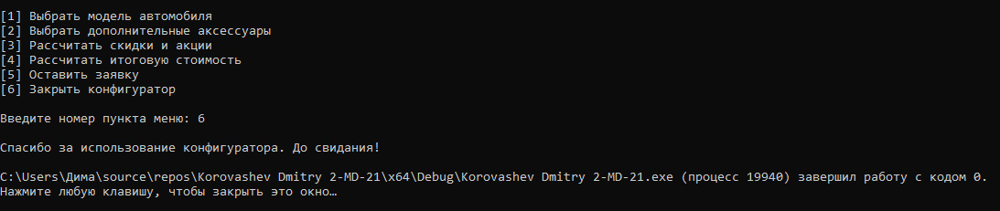 [1] Выбрать модель автомобиля
[2] Выбрать дополнительные аксессуары
[3] Рассчитать скидки и акции
[4] Рассчитать итоговую стоимость
[5] Оставить заявку
[6] Закрыть конфигуратор
Введите номер пункта меню: 6
Спасибо за использование конфигуратора. До свидания!
C:\Users\Дима\source\repos\Korovashev Dmitry 2-MD-21\x64\Debug\Korovashev Dmitry 2-MD-21.exe (процесс 19940) завершил работу с кодом 0.
Нажмите любую клавишу, чтобы закрыть это окно…